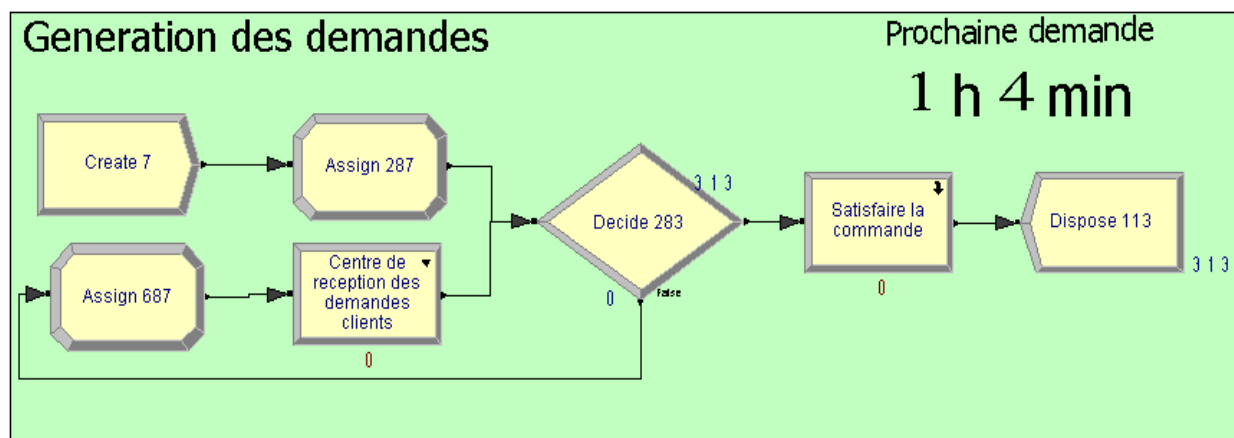 Generation des demandes
Prochaine demande
1 h 4 min
Create 7
Assign 287
3 1 3
Decide 283
Satisfaire la
commande
Dispose 113
Assign 687
Centre de
reception des
demandes
clients
0
False
0
0
3 1 3